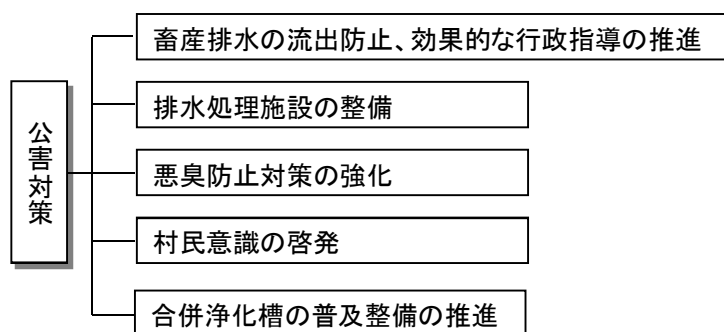 公害対策
畜産排水の流出防止、効果的な行政指導の推進
排水処理施設の整備
悪臭防止対策の強化
村民意識の啓発
合併浄化槽の普及整備の推進